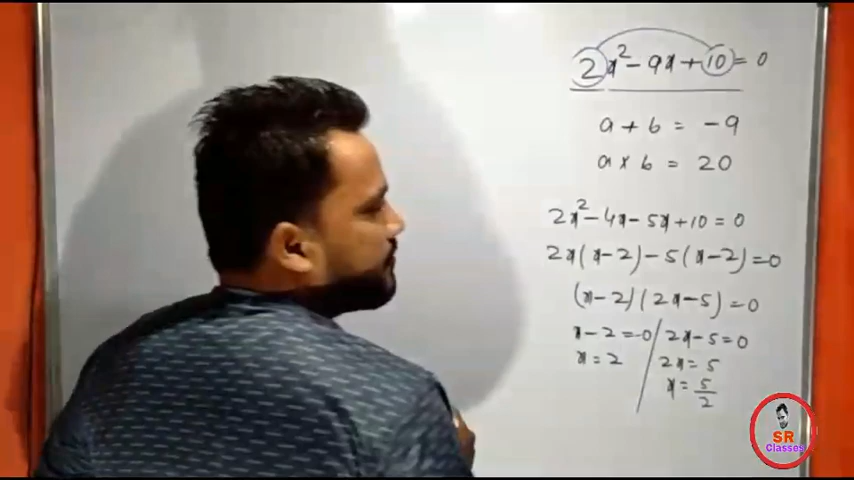 2x² - 9x + 10 = 0
a + b = -9
a × b = 20
2x² - 4x - 5x + 10 = 0
2x(x-2) - 5(x-2) = 0
(x-2)(2x-5) = 0
x-2=0 / 2x-5=0
x=2 2x=5
x=5/2
SR
Classes